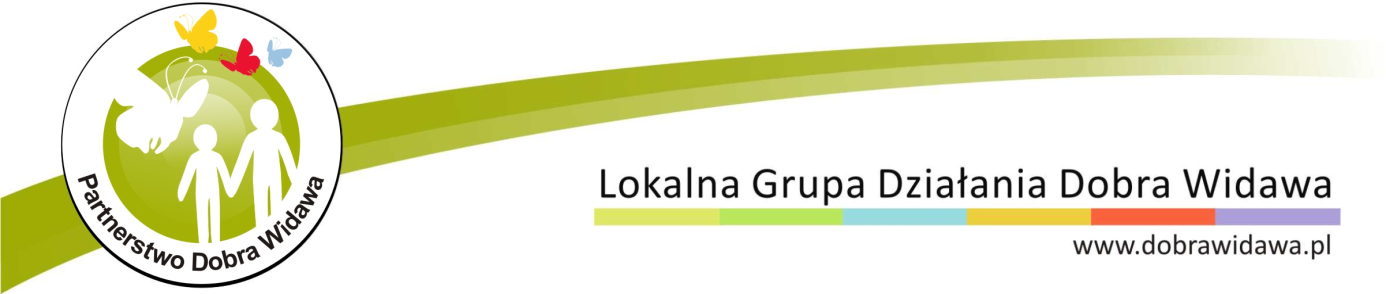 Partnerstwo Dobra Widawa
Lokalna Grupa Działania Dobra Widawa
www.dobrawidawa.pl